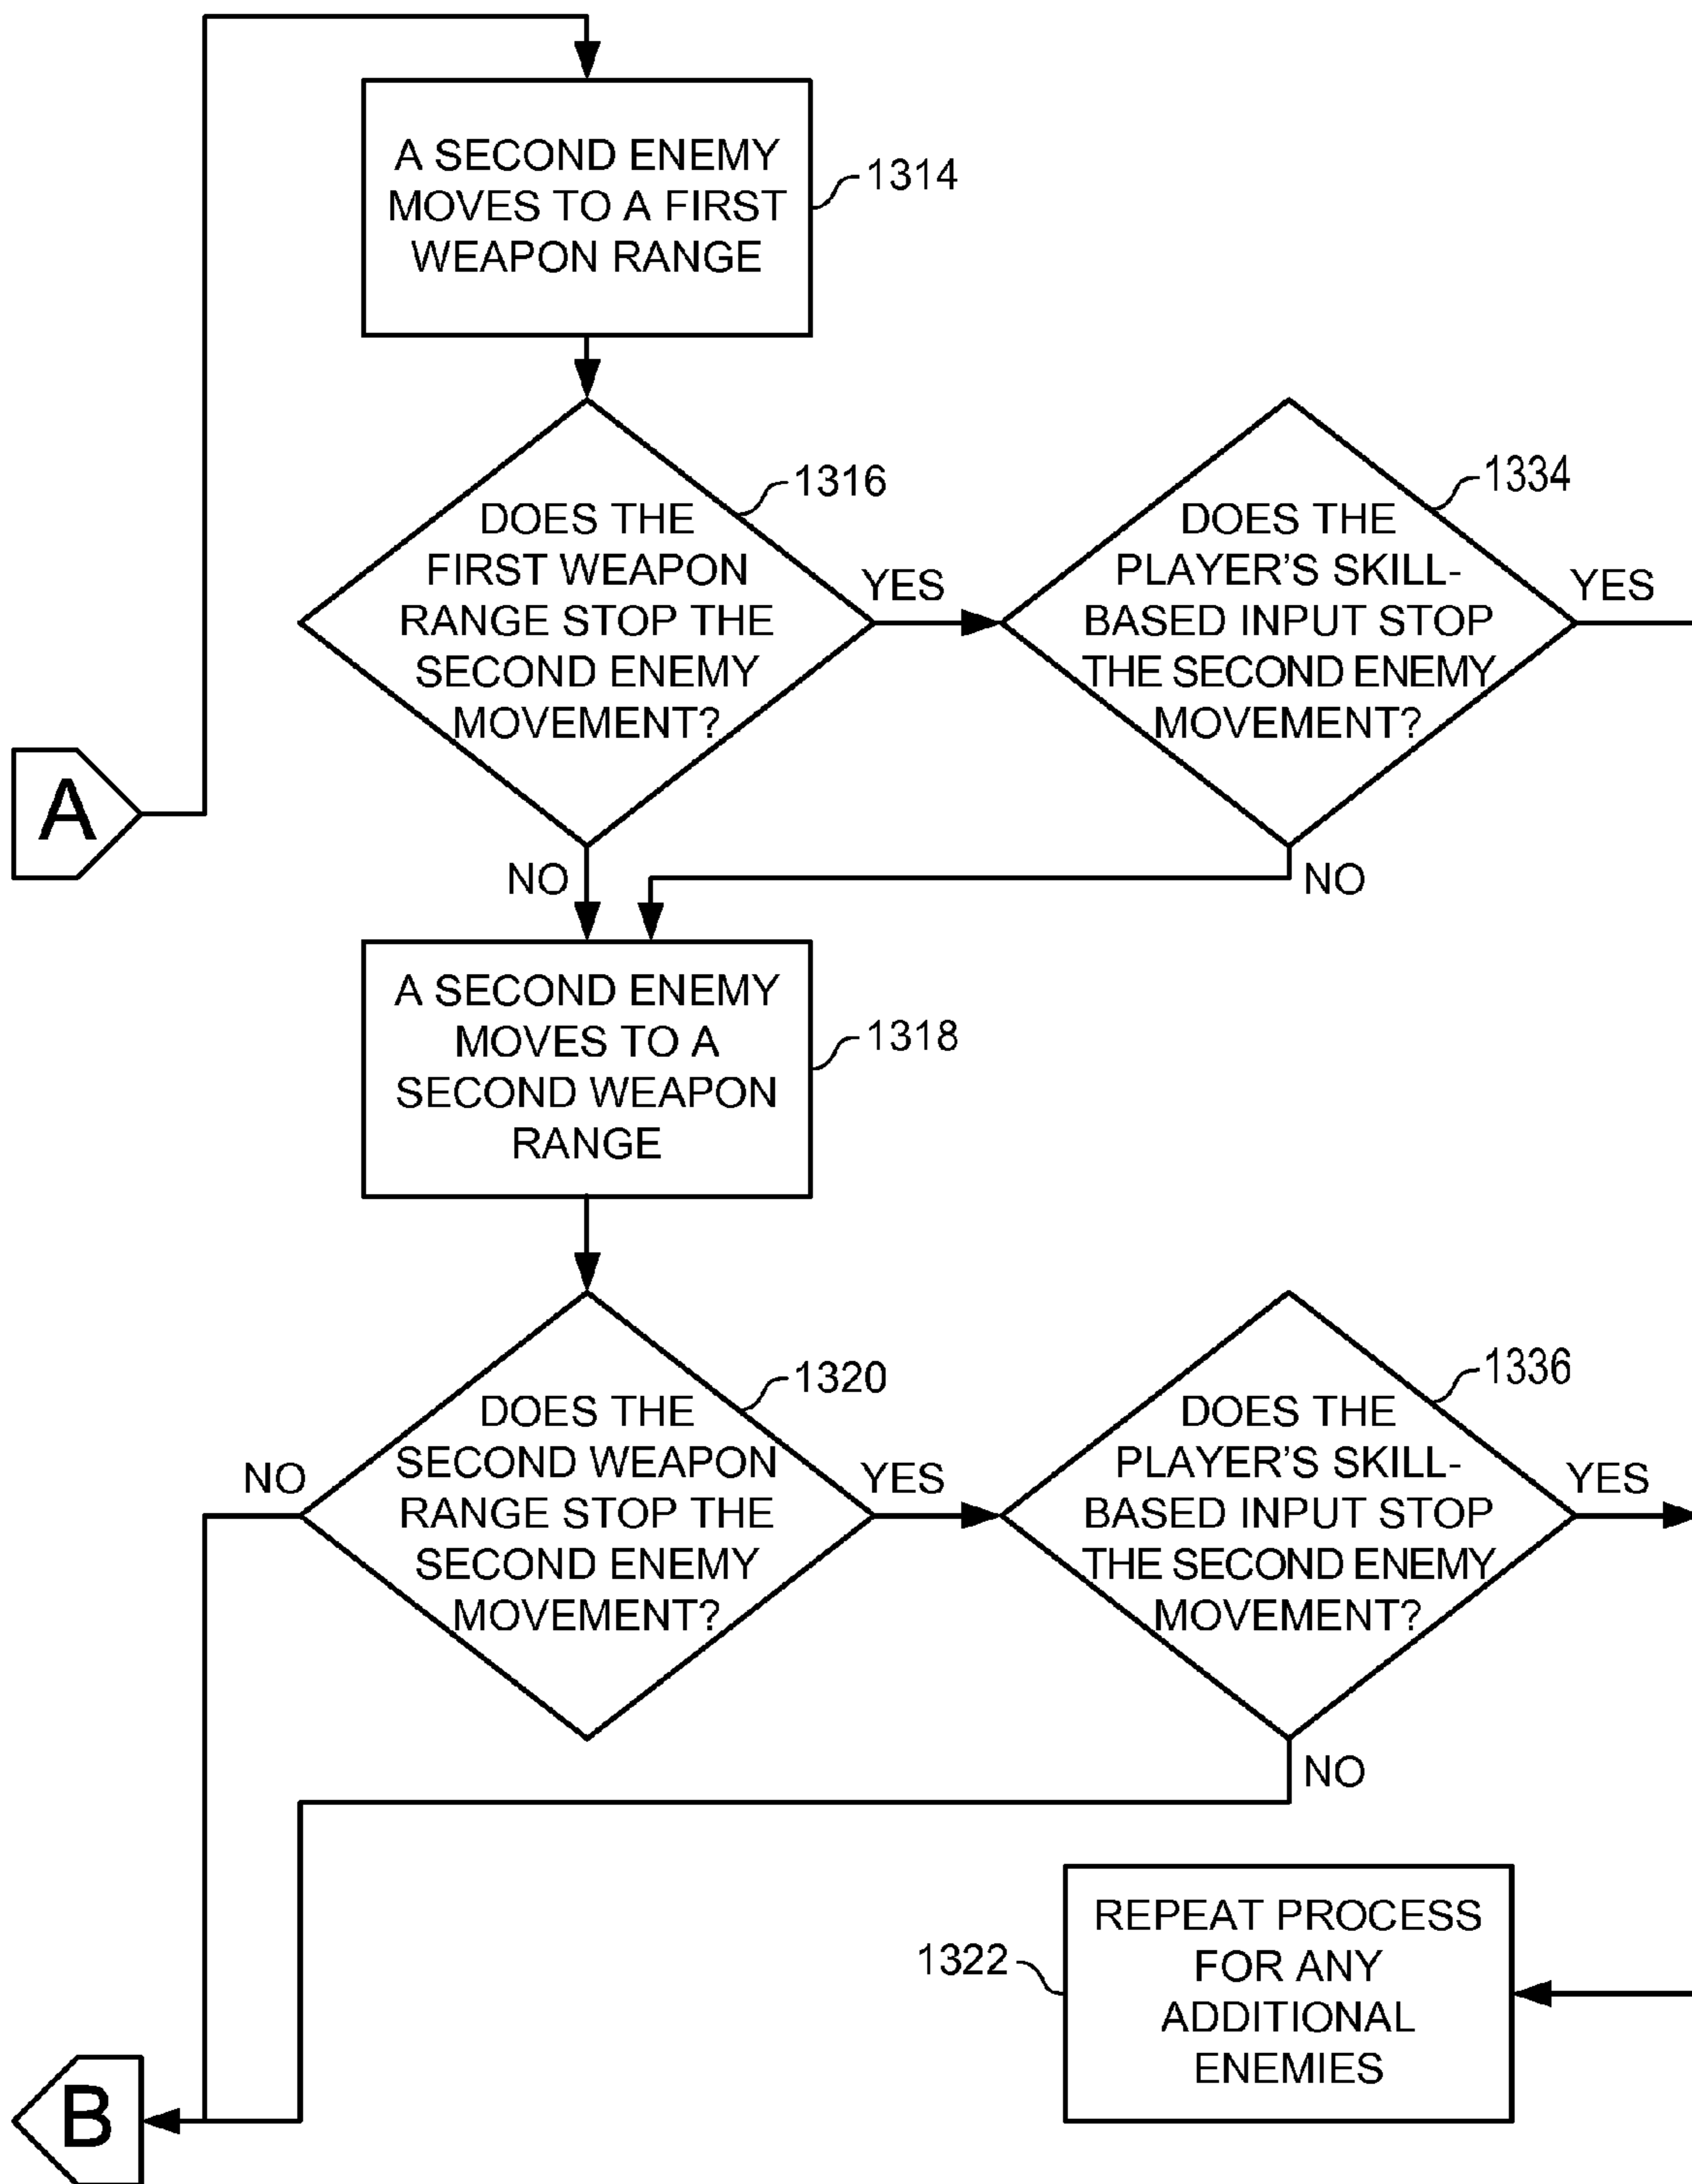 A SECOND ENEMY
MOVES TO A FIRST
WEAPON RANGE
1314
DOES THE
FIRST WEAPON
RANGE STOP THE
SECOND ENEMY
MOVEMENT?
1316
YES
NO
DOES THE
PLAYER'S SKILL-
BASED INPUT STOP
THE SECOND ENEMY
MOVEMENT?
1334
YES
NO
A
A SECOND ENEMY
MOVES TO A
SECOND WEAPON
RANGE
1318
DOES THE
SECOND WEAPON
RANGE STOP THE
SECOND ENEMY
MOVEMENT?
1320
NO
YES
DOES THE
PLAYER'S SKILL-
BASED INPUT STOP
THE SECOND ENEMY
MOVEMENT?
1336
YES
NO
REPEAT PROCESS
FOR ANY
ADDITIONAL
ENEMIES
1322
B